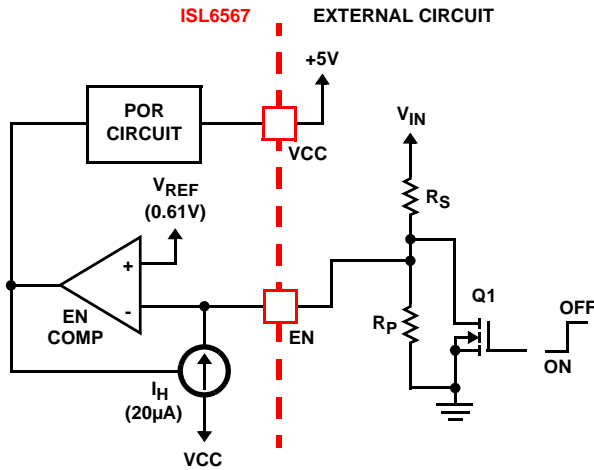 ISL6567
EXTERNAL CIRCUIT
+5V
POR
CIRCUIT
VCC
VIN
RS
VREF
(0.61V)
+
-
EN
COMP
EN
RP
Q1
OFF
ON
IH
(20µA)
VCC